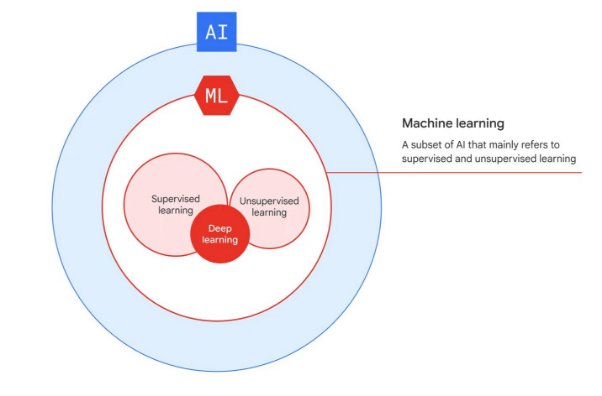 AI
ML
Machine learning
A subset of AI that mainly refers to
supervised and unsupervised learning
Supervised
learning
Unsupervised
learning
Deep
learning